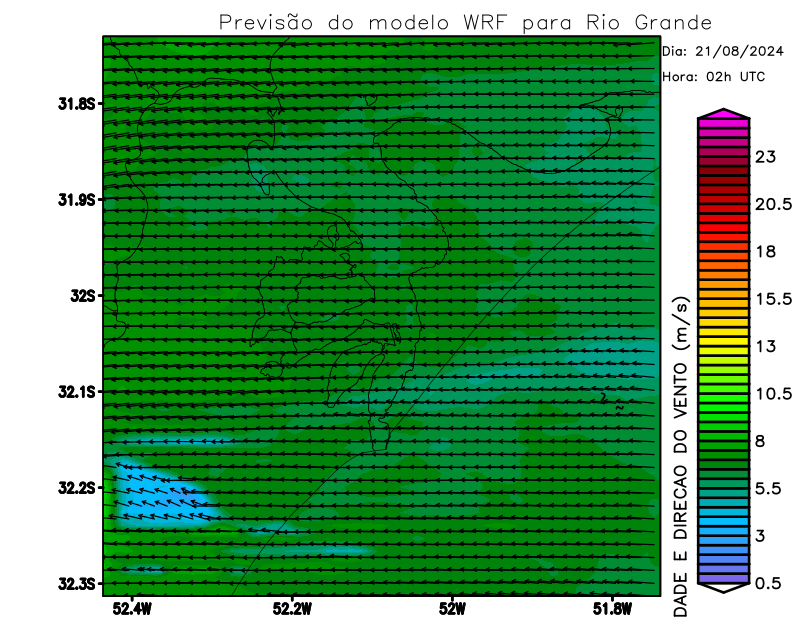 Previsão do modelo WRF para Rio Grande
Dia: 21/08/2024
Hora: 02h UTC
31.8S
31.9S
32S
32.1S
32.2S
32.3S
52.4W
52.2W
52W
51.8W
23
20.5
18
15.5
13
10.5
8
5.5
3
0.5
DADE E DIRECAO DO VENTO (m/s)